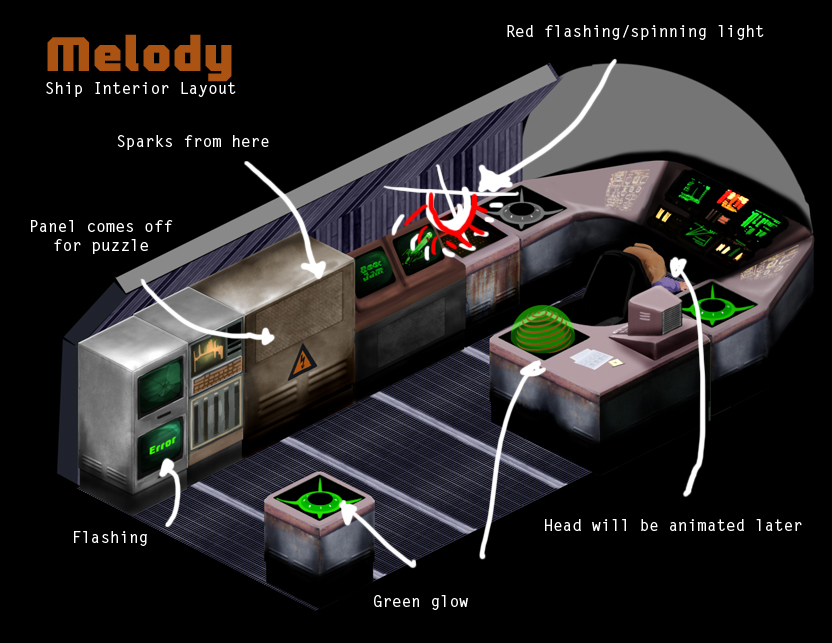 Melody
Ship Interior Layout
Red flashing/spinning light
Sparks from here
Panel comes off
for puzzle
Error
Flashing
Head will be animated later
Green glow